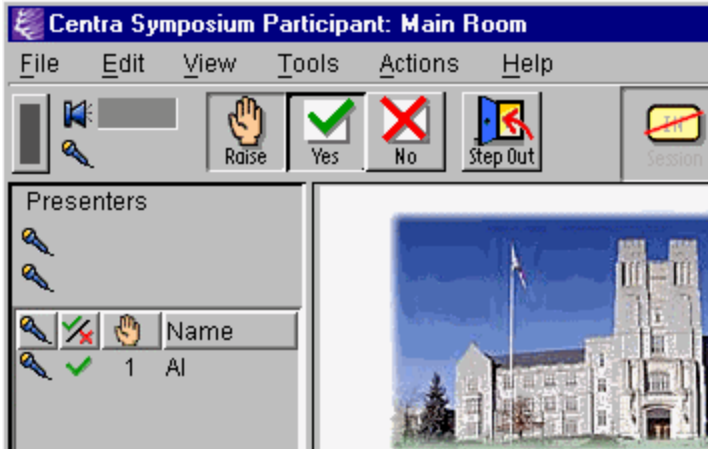 Centra Symposium Participant: Main Room
File Edit View Tools Actions Help
Raise Yes No Step Out IN Session
Presenters
Name
1 Al